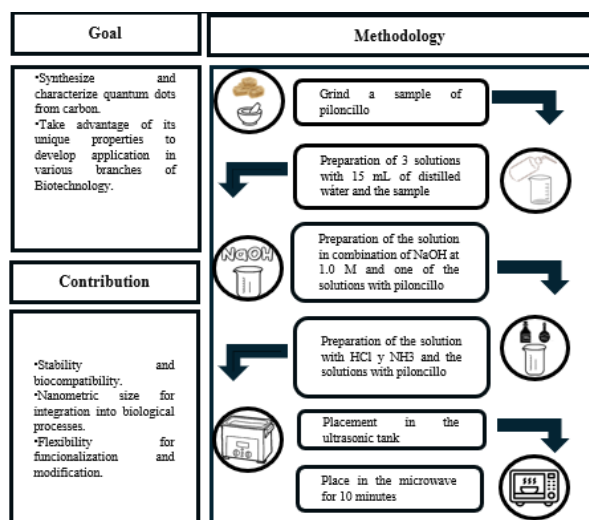 Goal
•Synthesize and
characterize quantum dots
from carbon.
•Take advantage of its
unique properties to
develop application in
various branches of
Biotechnology.
Contribution
•Stability and
biocompatibility.
•Nanometric size for
integration into biological
processes.
•Flexibility for
funcionalization and
modification.
Methodology
Grind a sample of
piloncillo
Preparation of 3 solutions
with 15 mL of distilled
water and the sample
NaOH
Preparation of the solution
in combination of NaOH at
1.0 M and one of the
solutions with piloncillo
Preparation of the solution
with HCl y NH3 and the
solutions with piloncillo
Placement in the
ultrasonic tank
Place in the microwave
for 10 minutes